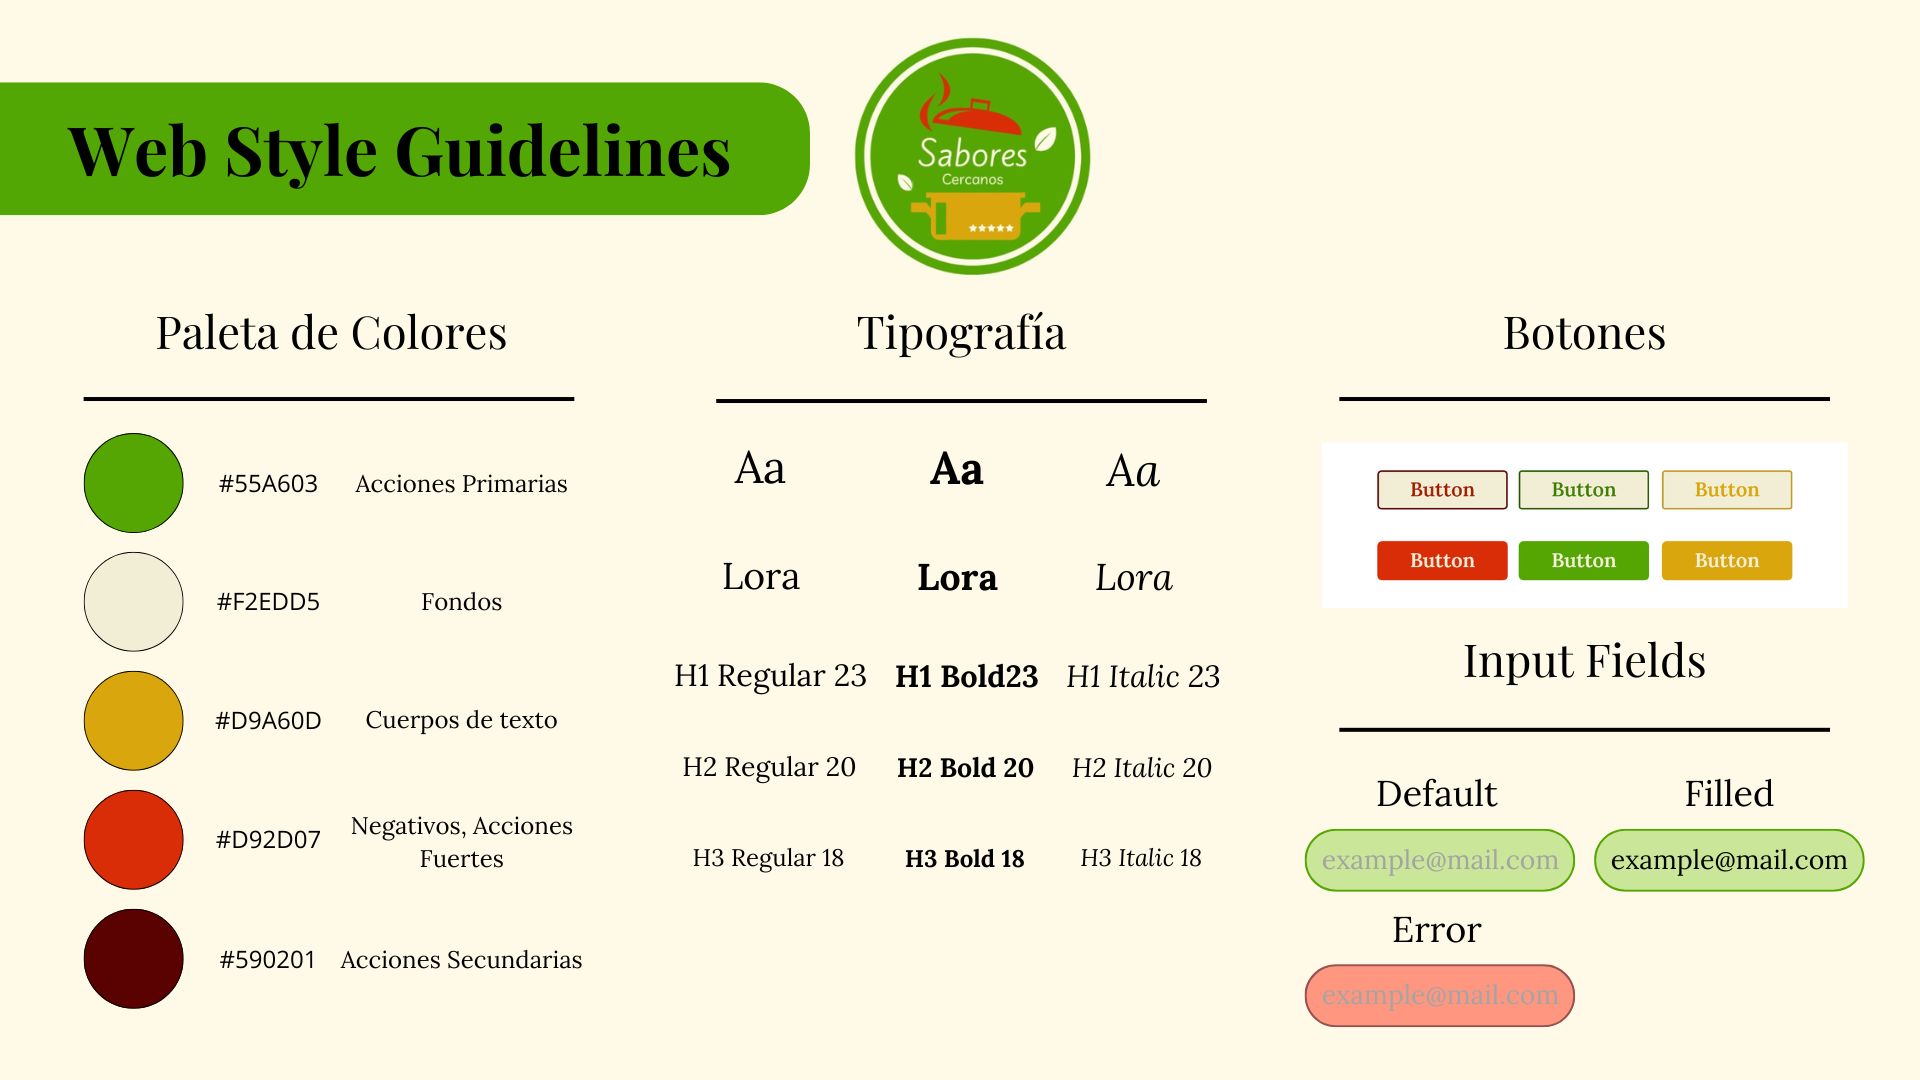 Web Style Guidelines
Sabores
Cercanos
Paleta de Colores
#55A603 Acciones Primarias
#F2EDD5 Fondos
#D9A60D Cuerpos de texto
#D92D07 Negativos, Acciones
Fuertes
#590201 Acciones Secundarias
Tipografía
Aa Aa Aa
Lora Lora Lora
H1 Regular 23 H1 Bold23 H1 Italic 23
H2 Regular 20 H2 Bold 20 H2 Italic 20
H3 Regular 18 H3 Bold 18 H3 Italic 18
Botones
Button Button Button
Button Button Button
Input Fields
Default Filled
example@mail.com example@mail.com
Error
example@mail.com